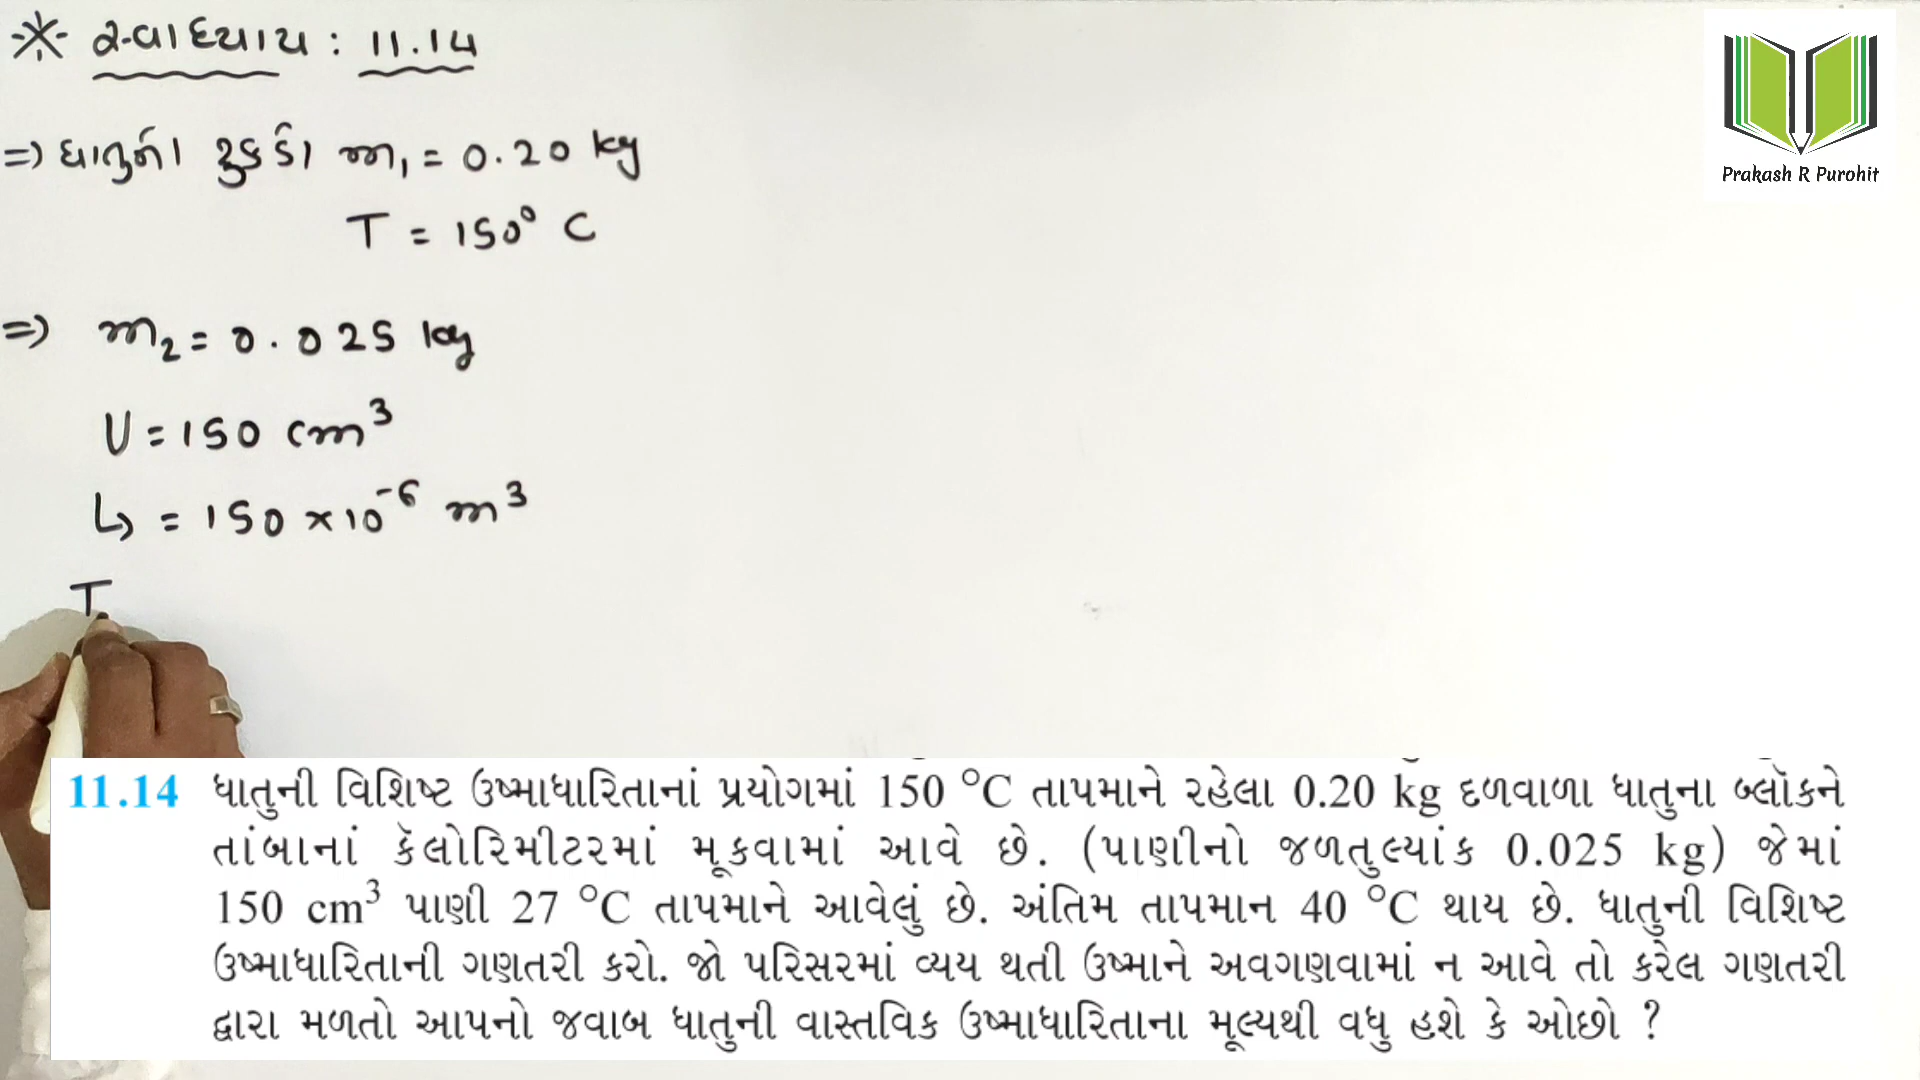 સ્વાધ્યાય : 11.14
Prakash R Purohit
=> ધાતુનો ટુકડો m₁ = 0.20 kg
T = 150° C
=> m₂ = 0.025 kg
V = 150 cm³
↳ = 150 × 10⁻⁶ m³
T
11.14 ધાતુની વિશિષ્ટ ઉષ્માધારિતાનાં પ્રયોગમાં 150 °C તાપમાને રહેલા 0.20 kg દળવાળા ધાતુના બ્લૉકને
તાંબાનાં કૅલોરિમીટરમાં મૂકવામાં આવે છે. (પાણીનો જળતુલ્યાંક 0.025 kg) જેમાં
150 cm³ પાણી 27 °C તાપમાને આવેલું છે. અંતિમ તાપમાન 40 °C થાય છે. ધાતુની વિશિષ્ટ
ઉષ્માધારિતાની ગણતરી કરો. જો પરિસરમાં વ્યય થતી ઉષ્માને અવગણવામાં ન આવે તો કરેલ ગણતરી
દ્વારા મળતો આપનો જવાબ ધાતુની વાસ્તવિક ઉષ્માધારિતાના મૂલ્યથી વધુ હશે કે ઓછો ?